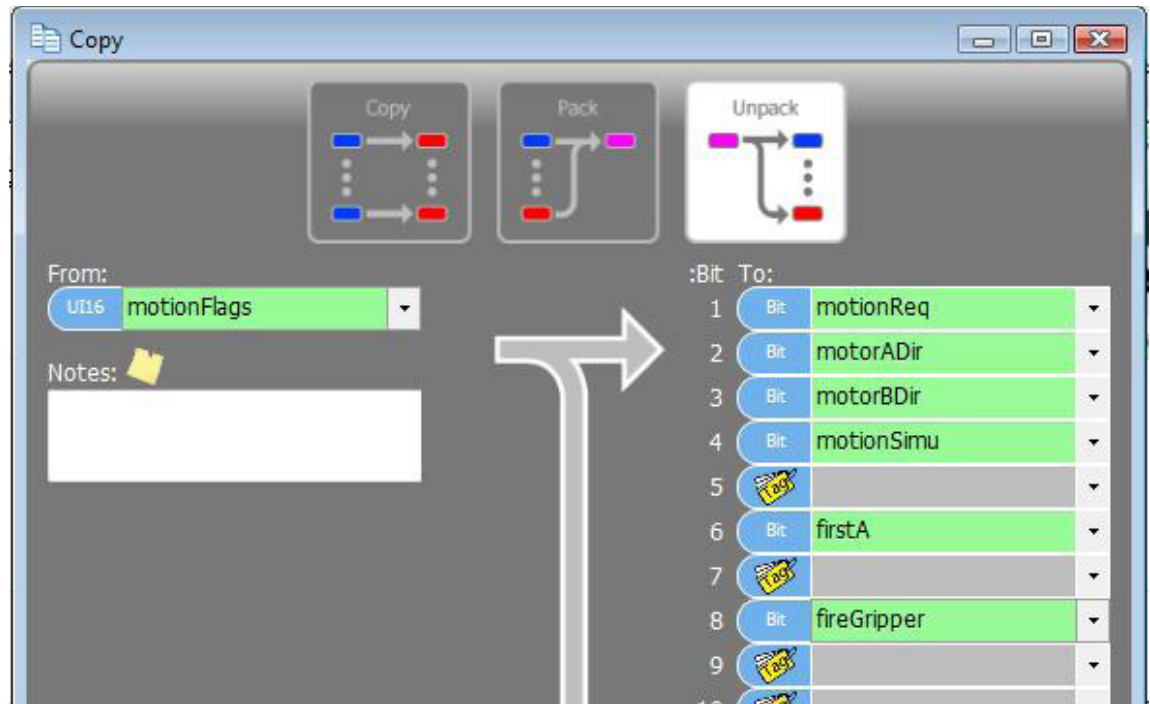 Copy
Copy Pack Unpack
From: :Bit To:
UI16 motionFlags
1 Bit motionReq
2 Bit motorADir
Notes:
3 Bit motorBDir
4 Bit motionSimu
5 Tag
6 Bit firstA
7 Tag
8 Bit fireGripper
9 Tag